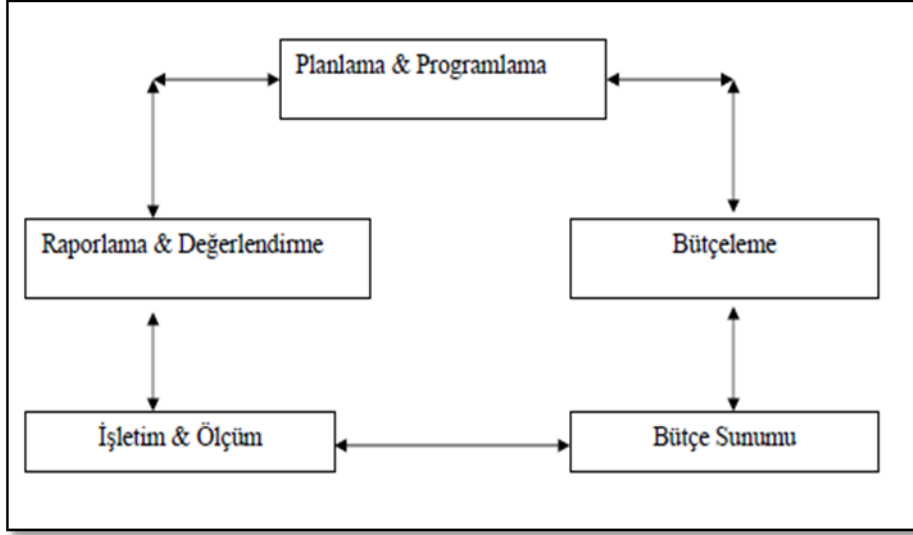 Planlama & Programlama
Raporlama & Değerlendirme
Bütçeleme
İşletim & Ölçüm
Bütçe Sunumu